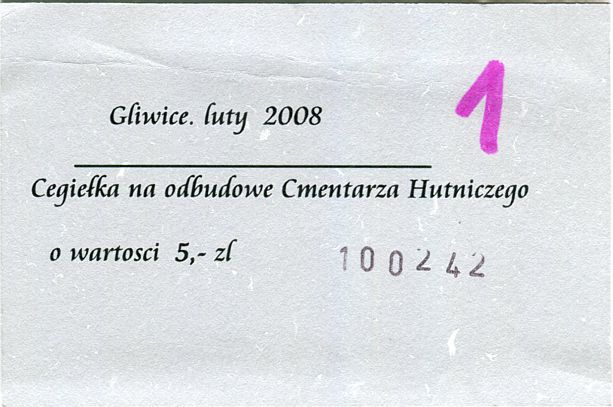 Gliwice. luty 2008
1
Cegiełka na odbudowe Cmentarza Hutniczego
o wartosci 5,- zl
100242